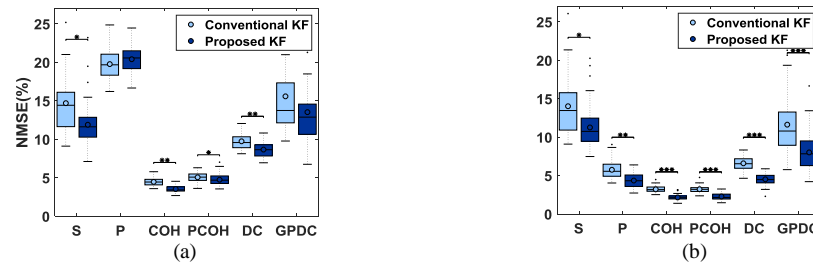 25
20
15
10
5
0
NMSE(%)
Conventional KF
Proposed KF
*
**
*
**
S P COH PCOH DC GPDC
(a)
25
20
15
10
5
0
Conventional KF
Proposed KF
*
**
***
***
***
***
S P COH PCOH DC GPDC
(b)